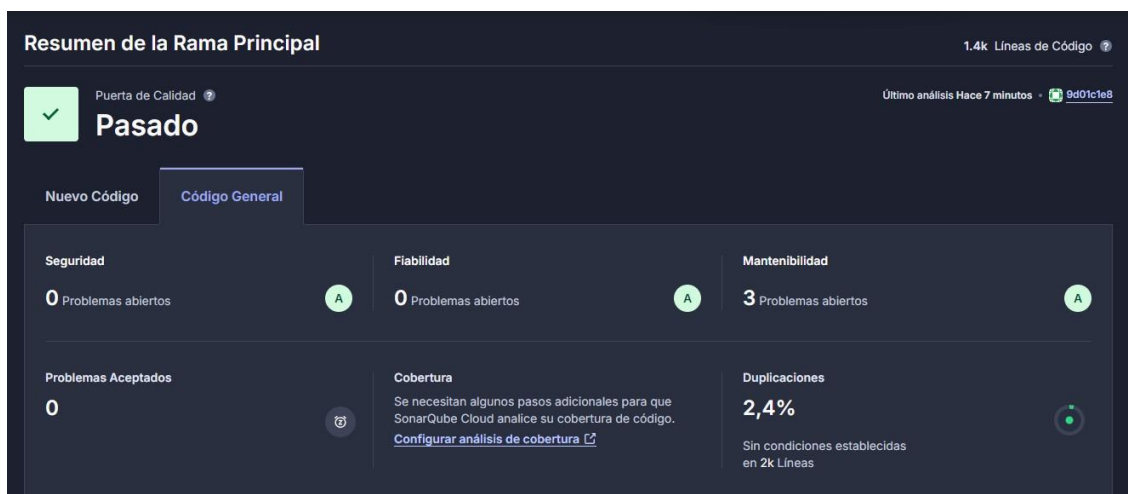 Resumen de la Rama Principal
1.4k Líneas de Código ?
Puerta de Calidad ?
Pasado
Último análisis Hace 7 minutos • 9d01c1e8
Nuevo Código
Código General
Seguridad
0 Problemas abiertos
A
Fiabilidad
0 Problemas abiertos
A
Mantenibilidad
3 Problemas abiertos
A
Problemas Aceptados
0
Cobertura
Se necesitan algunos pasos adicionales para que
SonarQube Cloud analice su cobertura de código.
Configurar análisis de cobertura
Duplicaciones
2,4%
Sin condiciones establecidas
en 2k Líneas